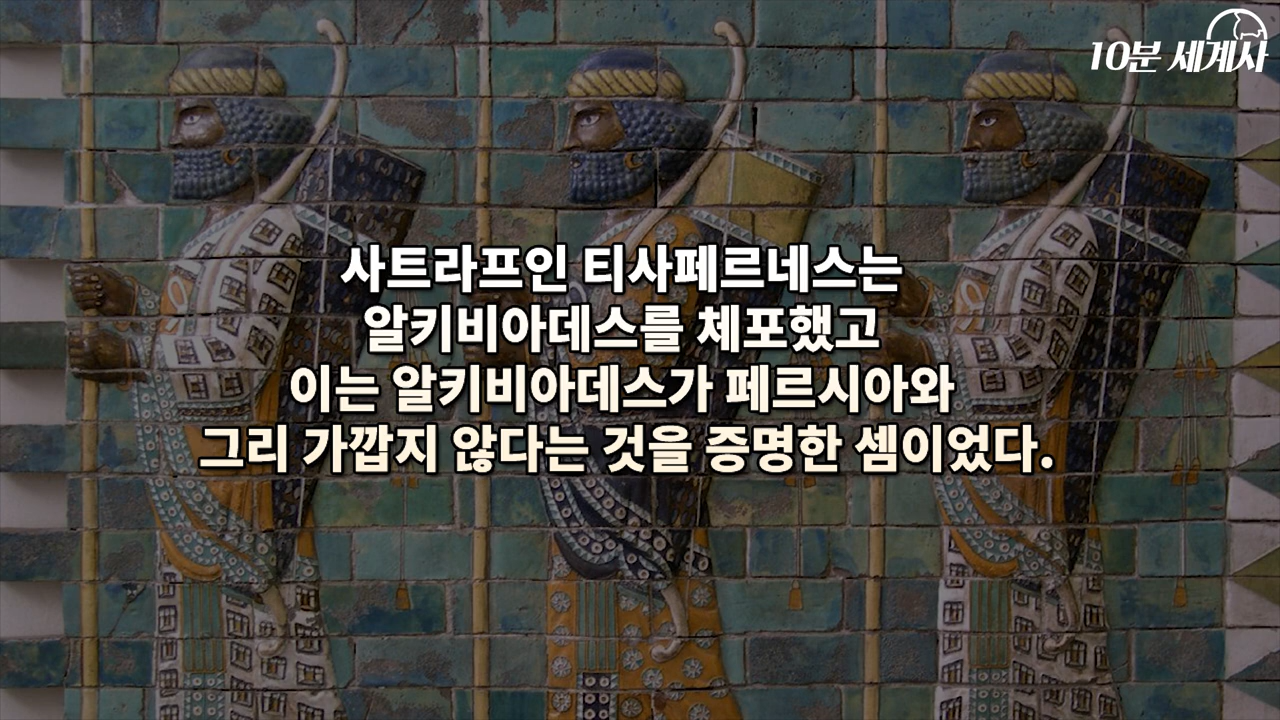 10분 세계사
사트라프인 티사페르네스는
알키비아데스를 체포했고
이는 알키비아데스가 페르시아와
그리 가깝지 않다는 것을 증명한 셈이었다.